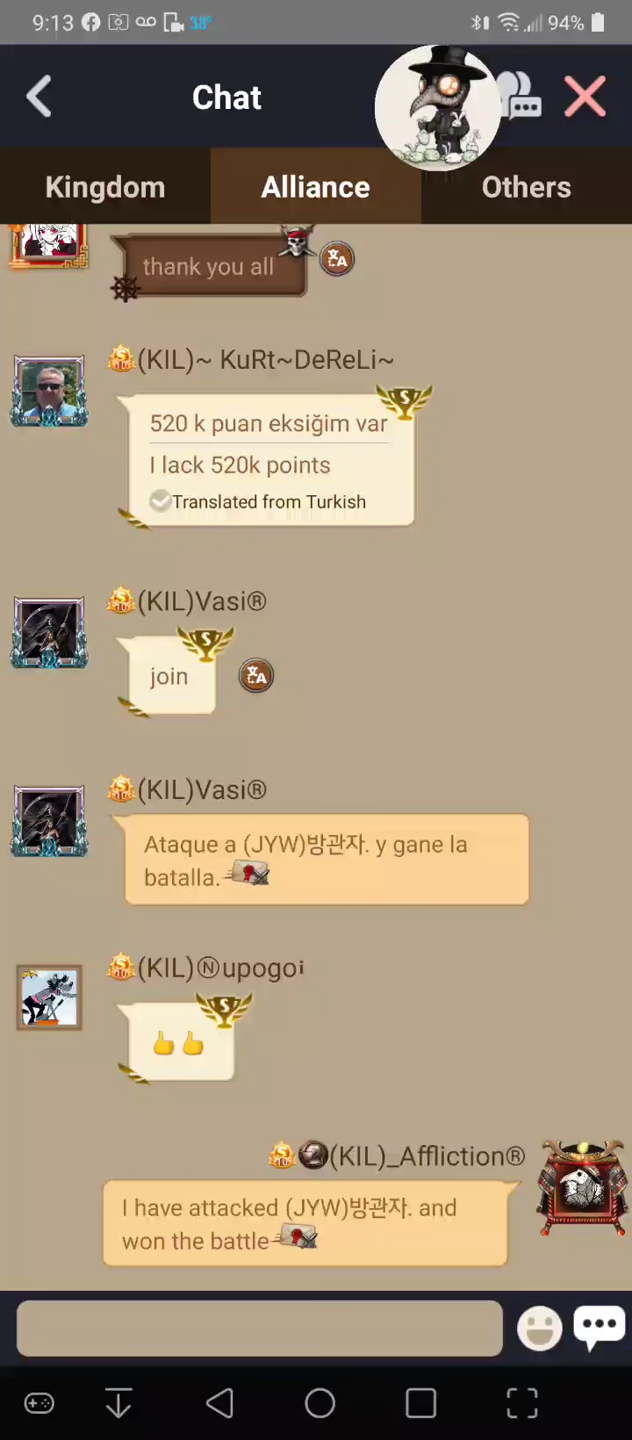 9:13 38° 94%
Chat
Kingdom Alliance Others
thank you all
(KIL)~ KuRt~DeReLi~
520 k puan eksiğim var
I lack 520k points
Translated from Turkish
(KIL)Vasi®
join
(KIL)Vasi®
Ataque a (JYW)방관자. y gane la
batalla.
(KIL)Ⓝupogoi
(KIL)_Affliction®
I have attacked (JYW)방관자. and
won the battle